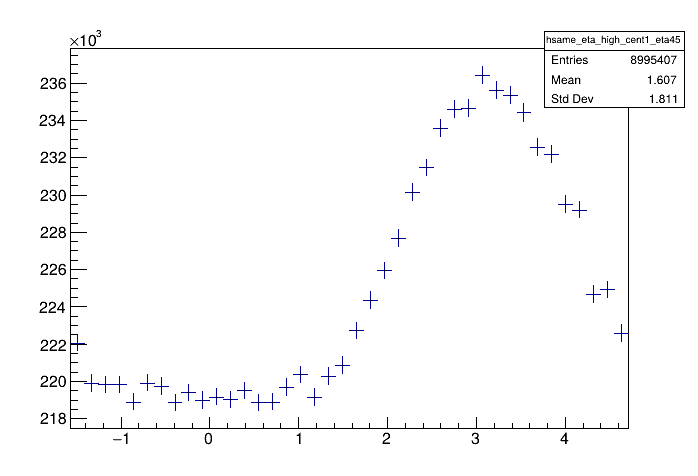 ×10³
hsame_eta_high_cent1_eta45
Entries 8995407
Mean 1.607
Std Dev 1.811
236
234
232
230
228
226
224
222
220
218
−1 0 1 2 3 4